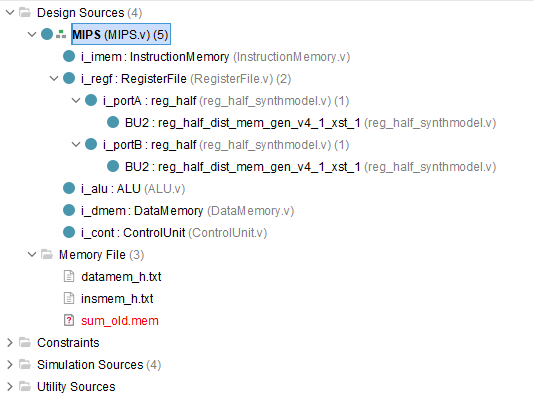 Design Sources (4)
MIPS (MIPS.v) (5)
i_imem : InstructionMemory (InstructionMemory.v)
i_regf : RegisterFile (RegisterFile.v) (2)
i_portA : reg_half (reg_half_synthmodel.v) (1)
BU2 : reg_half_dist_mem_gen_v4_1_xst_1 (reg_half_synthmodel.v)
i_portB : reg_half (reg_half_synthmodel.v) (1)
BU2 : reg_half_dist_mem_gen_v4_1_xst_1 (reg_half_synthmodel.v)
i_alu : ALU (ALU.v)
i_dmem : DataMemory (DataMemory.v)
i_cont : ControlUnit (ControlUnit.v)
Memory File (3)
datamem_h.txt
insmem_h.txt
sum_old.mem
Constraints
Simulation Sources (4)
Utility Sources